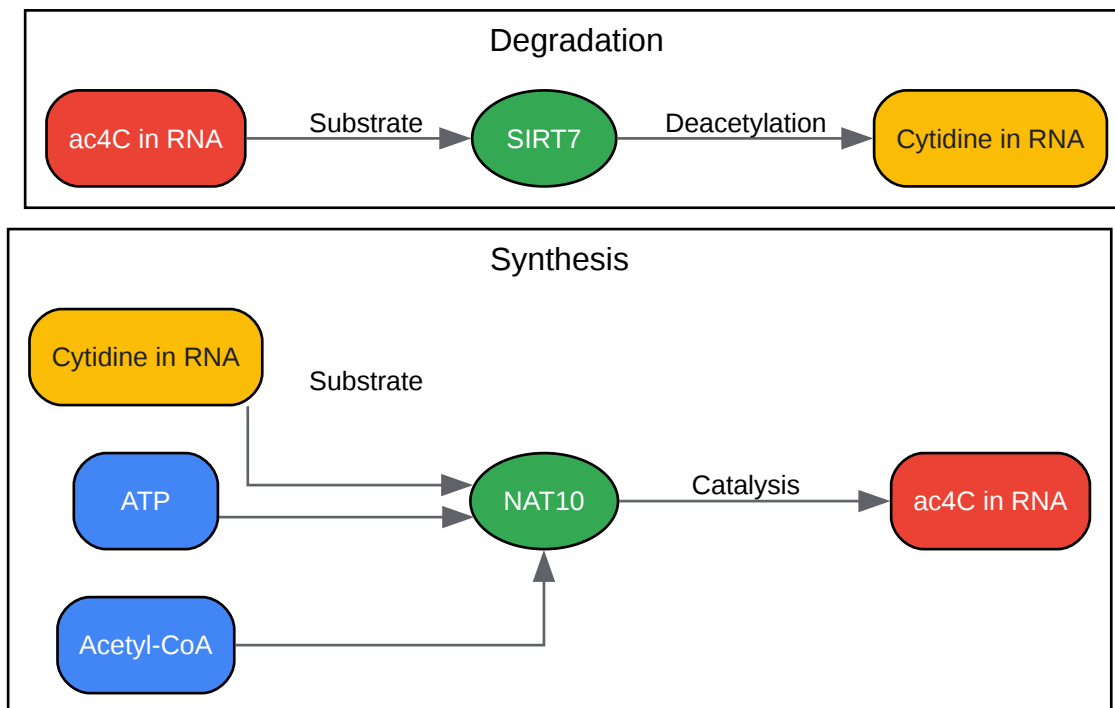 Degradation
ac4C in RNA
Substrate
SIRT7
Deacetylation
Cytidine in RNA
Synthesis
Cytidine in RNA
Substrate
ATP
NAT10
Catalysis
ac4C in RNA
Acetyl-CoA